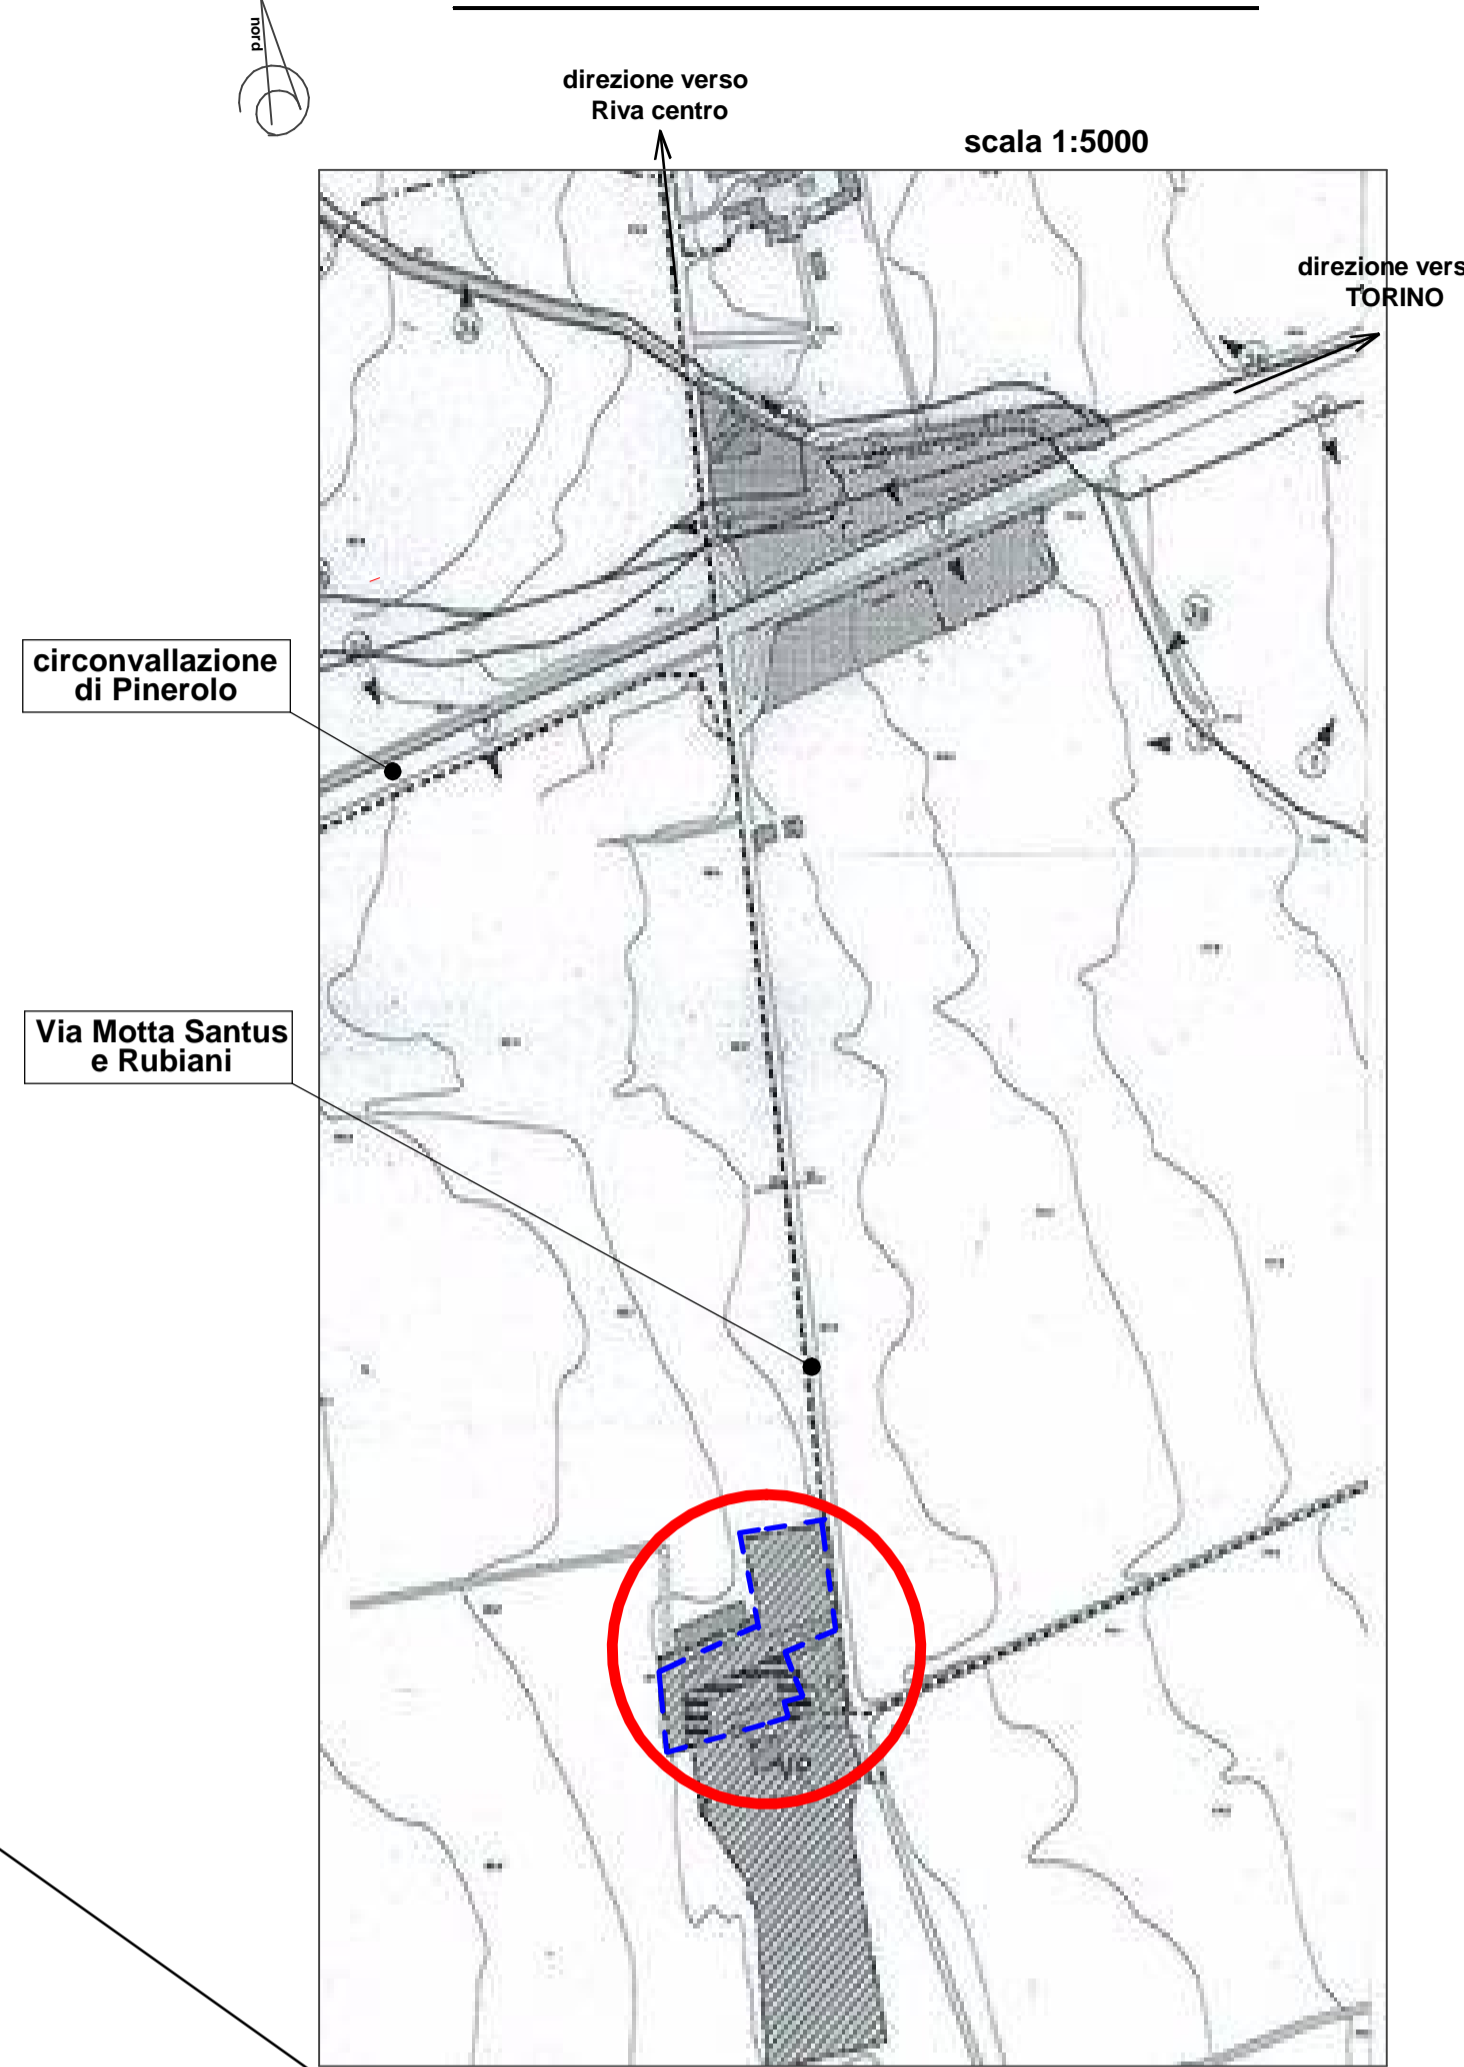 nord
direzione verso
Riva centro
scala 1:5000
direzione vers
TORINO
circonvallazione
di Pinerolo
Via Motta Santus
e Rubiani